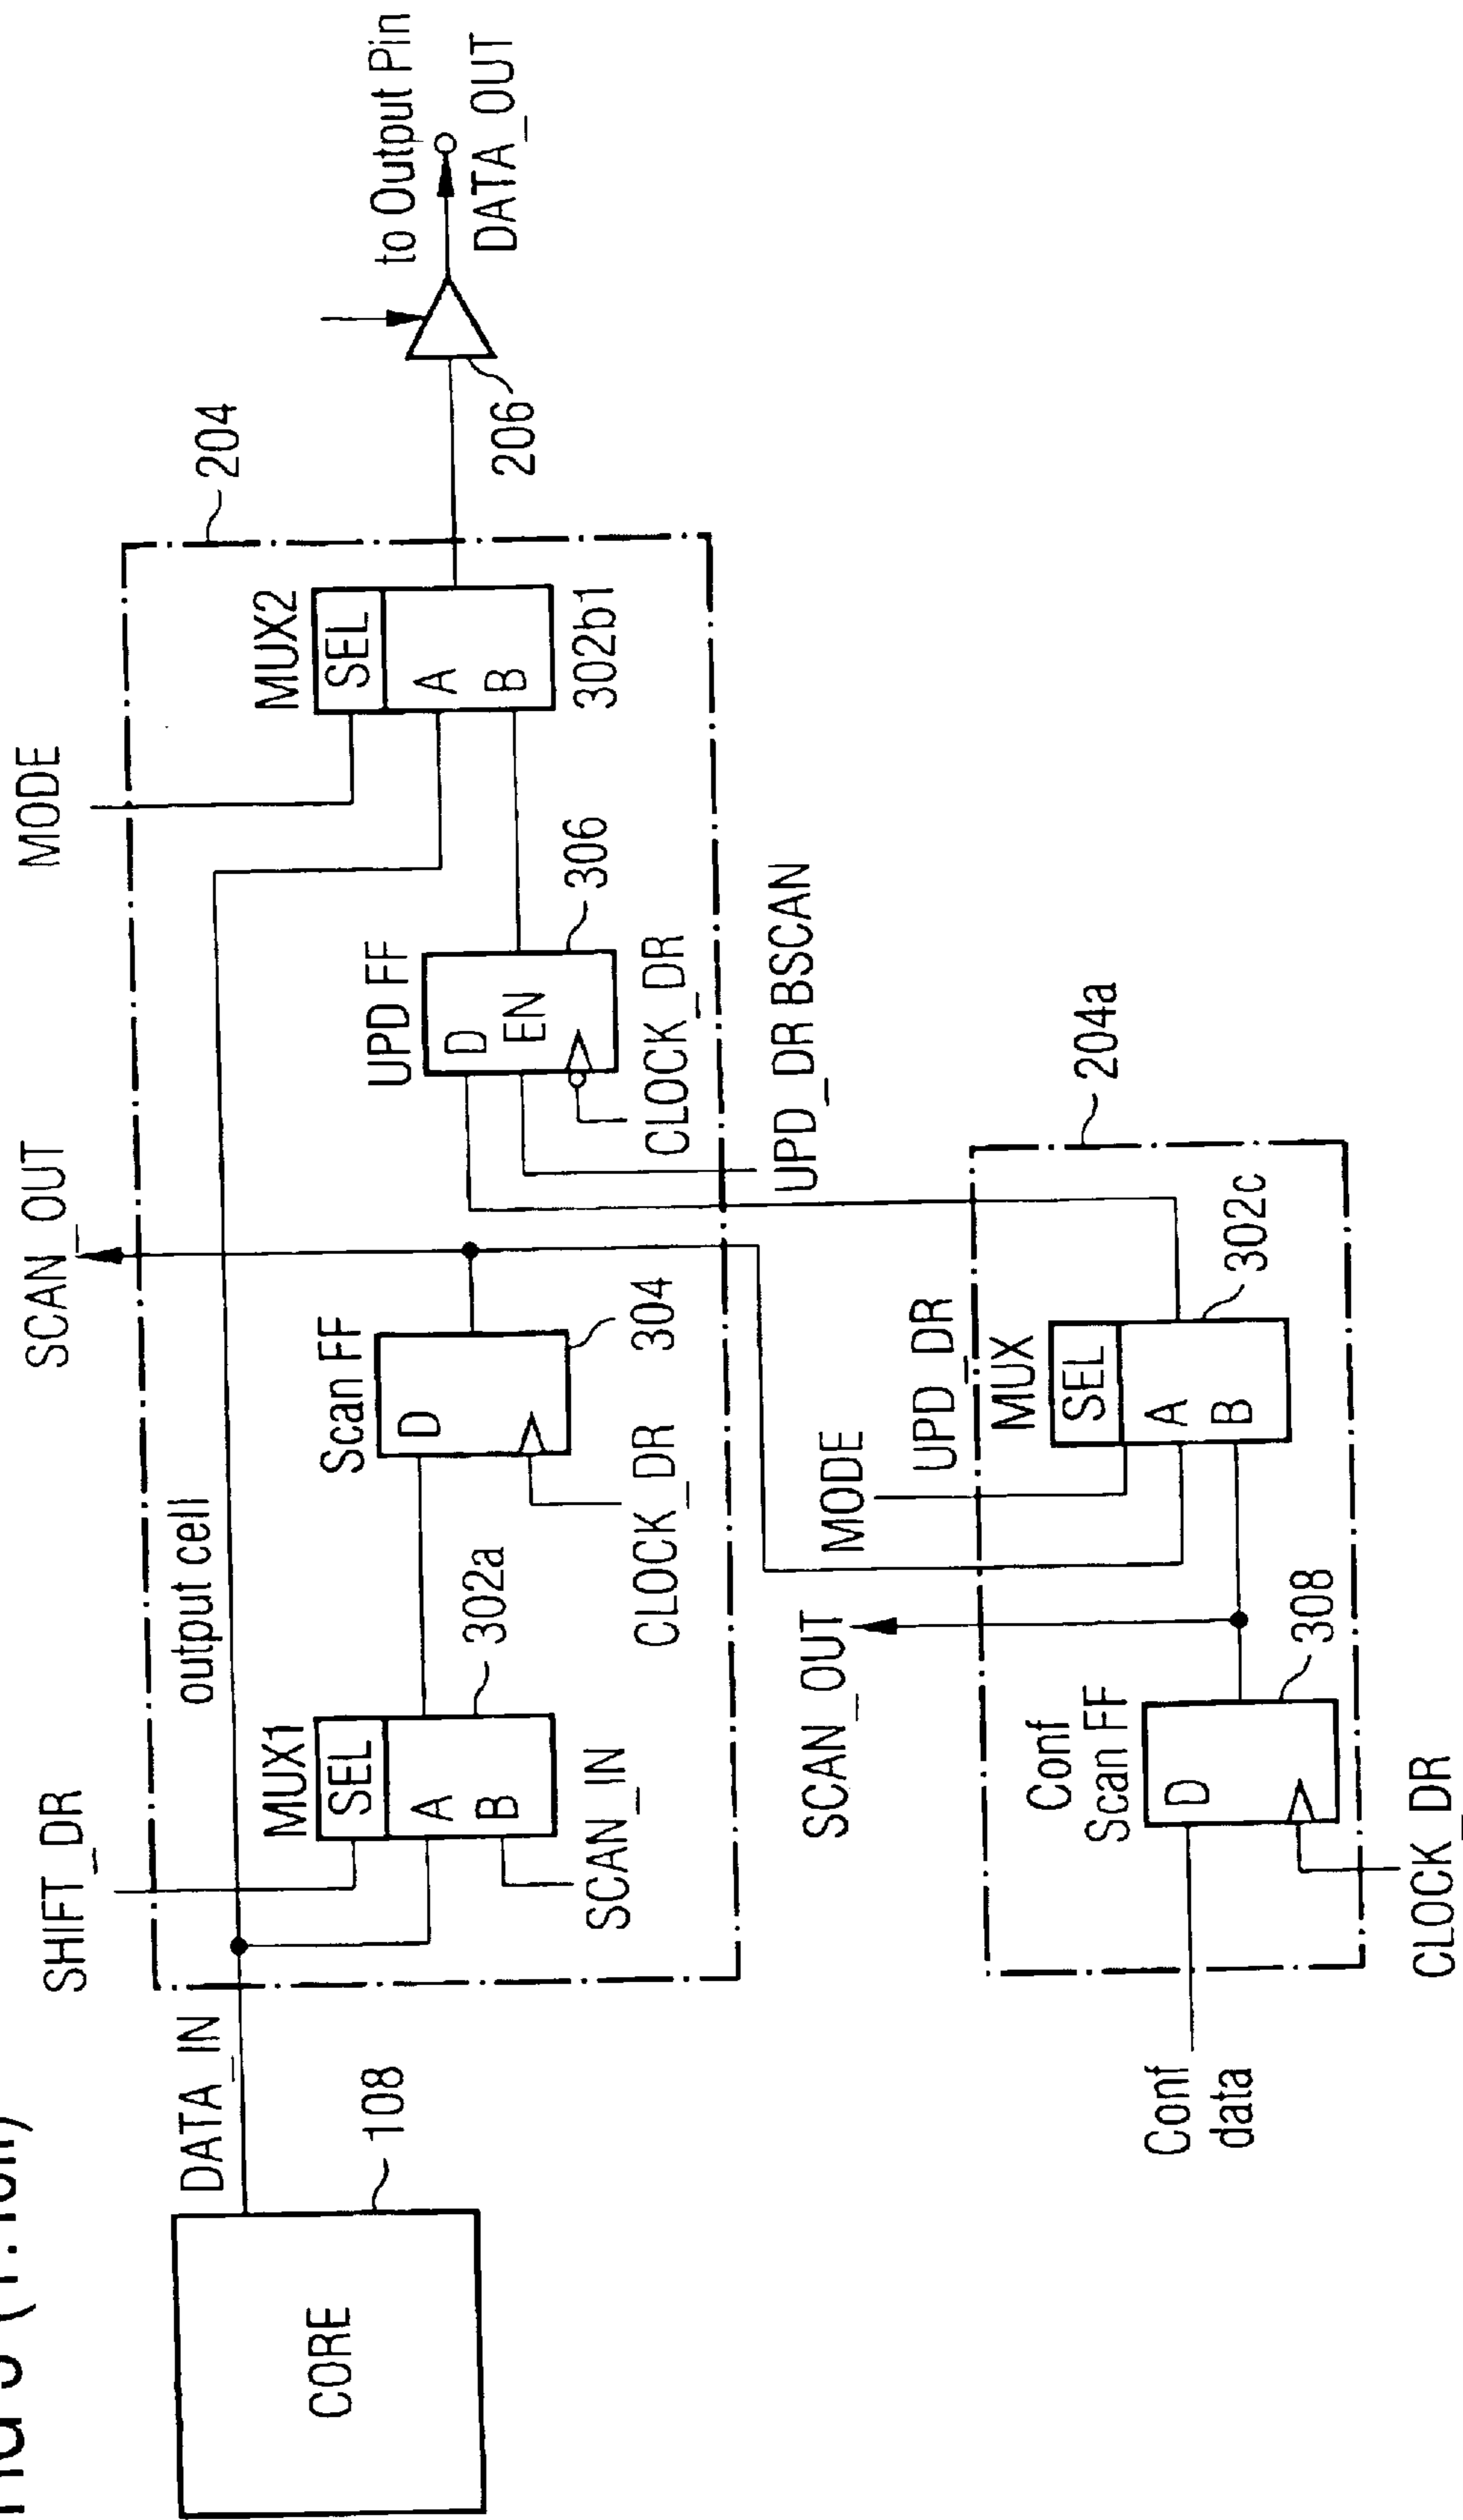 SHIFT_DR
SCAN_OUT
MODE
DATA_IN
output cell
204
to Output Pin
DATA_OUT
MUX1
SEL
A
B
302a
SCAN_IN
Scan FF
D
304
CLOCK_DR
UPD FF
D
EN
306
CLOCK_DR
UPD_DR BSCAN
MUX2
SEL
A
B
302b1
206
CORE
108
SCAN_OUT
MODE
UPD_DR
204a
Conf
Scan FF
D
308
MUX
SEL
A
B
302c
Conf
data
CLOCK_DR